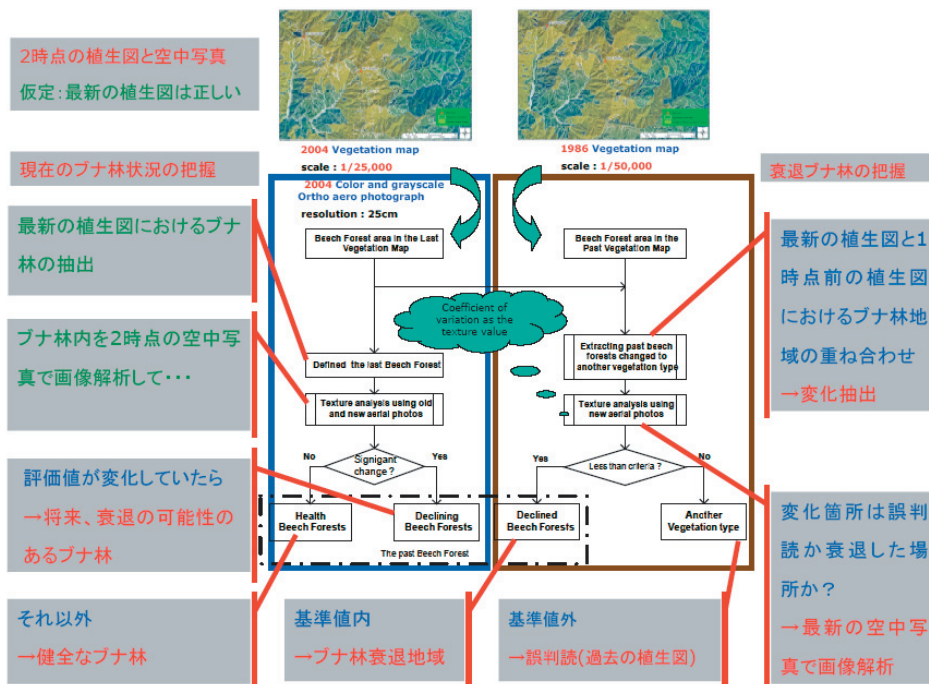 2時点の植生図と空中写真
仮定:最新の植生図は正しい
2004 Vegetation map
scale : 1/25,000
1986 Vegetation map
scale : 1/50,000
現在のブナ林状況の把握
衰退ブナ林の把握
2004 Color and grayscale
Ortho aero photograph
resolution : 25cm
最新の植生図におけるブナ
林の抽出
Beech Forest area in the Last
Vegetation Map
Beech Forest area in the
Past Vegetation Map
最新の植生図と1
時点前の植生図
におけるブナ林地
域の重ね合わせ
→変化抽出
Coefficient of
variation as the
texture value
ブナ林内を2時点の空中写
真で画像解析して・・・
Defined the last Beech Forest
Extracting past beech
forests changed to
another vegetation type
Texture analysis using old
and new aerial photos
Texture analysis using
new aerial photos
No
Signigant
change ?
Yes
Yes
Less than criteria ?
No
評価値が変化していたら
→将来、衰退の可能性の
あるブナ林
Health
Beech Forests
Declining
Beech Forests
Declined
Beech Forests
Another
Vegetation type
The past Beech Forest
変化箇所は誤判
読か衰退した場
所か?
→最新の空中写
真で画像解析
それ以外
→健全なブナ林
基準値内
→ブナ林衰退地域
基準値外
→誤判読(過去の植生図)